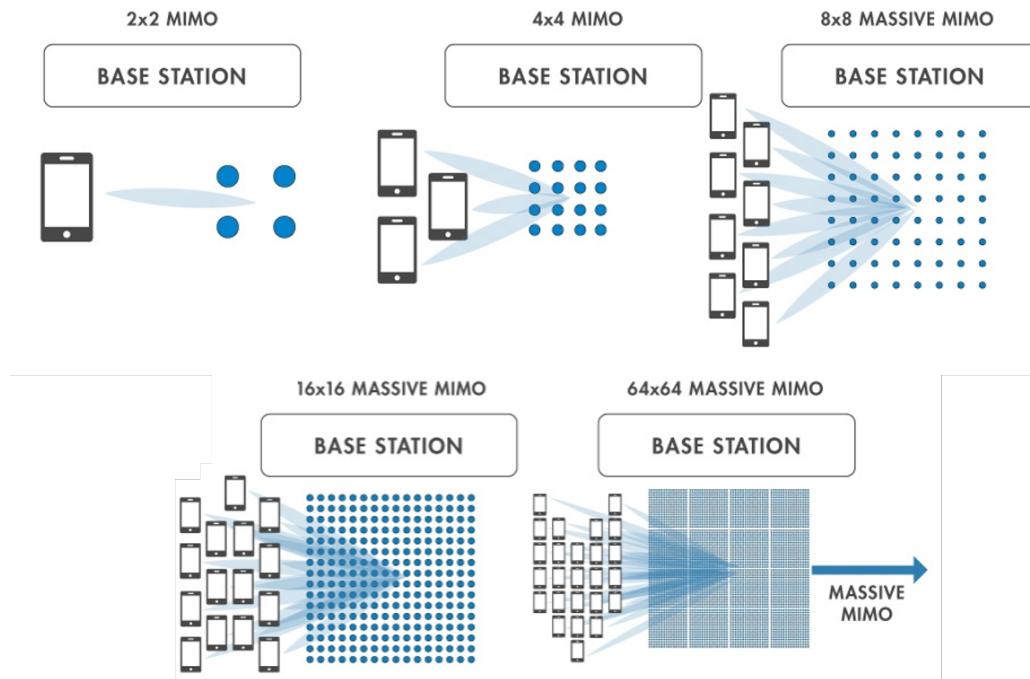 2x2 MIMO
BASE STATION
4x4 MIMO
BASE STATION
8x8 MASSIVE MIMO
BASE STATION
16x16 MASSIVE MIMO
BASE STATION
64x64 MASSIVE MIMO
BASE STATION
MASSIVE
MIMO